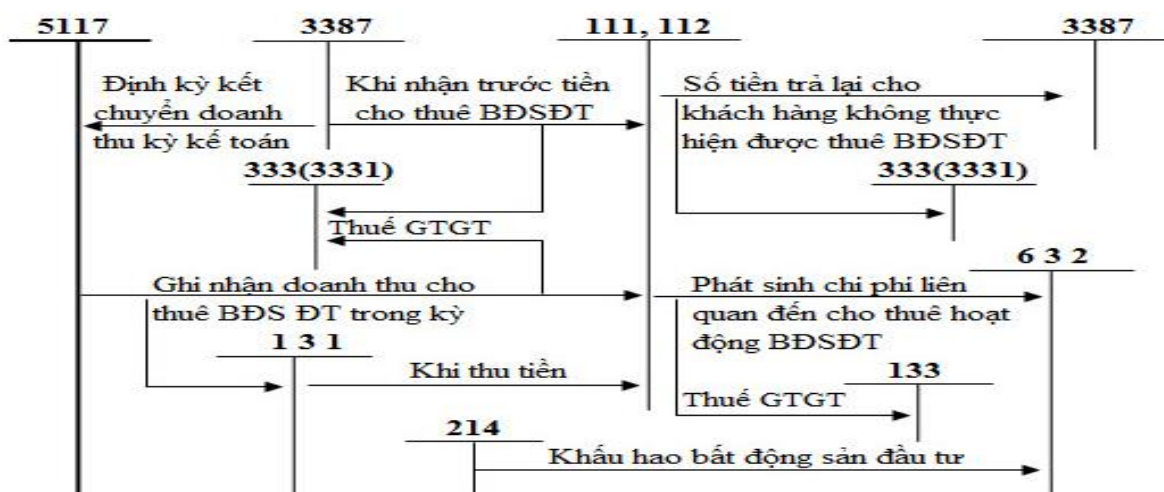 5117
3387
111, 112
3387
Định kỳ kết
chuyển doanh
thu kỳ kế toán
Khi nhận trước tiền
cho thuê BĐSĐT
Số tiền trả lại cho
khách hàng không thực
hiện được thuê BĐSĐT
333(3331)
333(3331)
Thuế GTGT
6 3 2
Ghi nhận doanh thu cho
thuê BĐS ĐT trong kỳ
Phát sinh chi phí liên
quan đến cho thuê hoạt
động BĐSĐT
1 3 1
Khi thu tiền
133
Thuế GTGT
214
Khấu hao bất động sản đầu tư